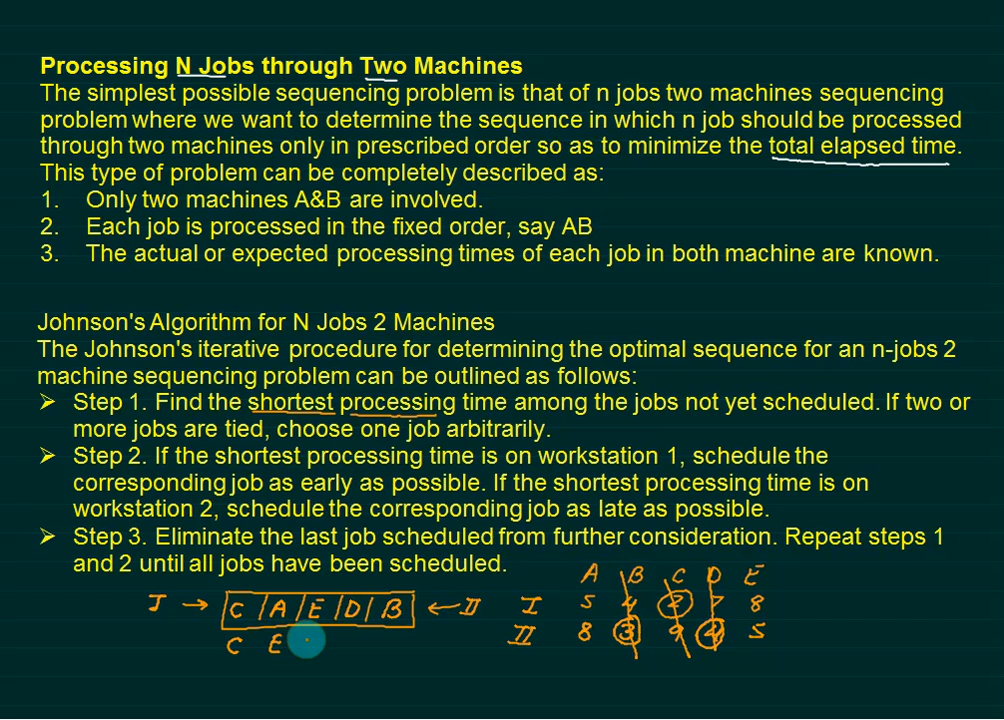 Processing N Jobs through Two Machines
The simplest possible sequencing problem is that of n jobs two machines sequencing
problem where we want to determine the sequence in which n job should be processed
through two machines only in prescribed order so as to minimize the total elapsed time.
This type of problem can be completely described as:
1. Only two machines A&B are involved.
2. Each job is processed in the fixed order, say AB
3. The actual or expected processing times of each job in both machine are known.
Johnson's Algorithm for N Jobs 2 Machines
The Johnson's iterative procedure for determining the optimal sequence for an n-jobs 2
machine sequencing problem can be outlined as follows:
➢ Step 1. Find the shortest processing time among the jobs not yet scheduled. If two or
more jobs are tied, choose one job arbitrarily.
➢ Step 2. If the shortest processing time is on workstation 1, schedule the
corresponding job as early as possible. If the shortest processing time is on
workstation 2, schedule the corresponding job as late as possible.
➢ Step 3. Eliminate the last job scheduled from further consideration. Repeat steps 1
and 2 until all jobs have been scheduled.
A B C D E
I → C | A | E | D | B ← II I 5 4 2 7 8
C E II 8 3 9 4 5